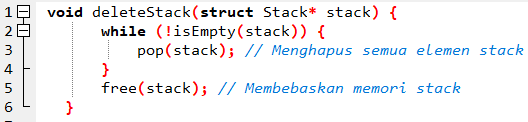 1 void deleteStack(struct Stack* stack) {
2 while (!isEmpty(stack)) {
3 pop(stack); // Menghapus semua elemen stack
4 }
5 free(stack); // Membebaskan memori stack
6 }